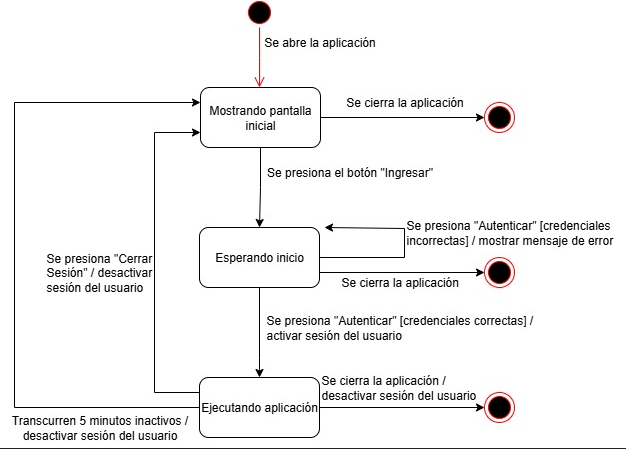 Se abre la aplicación
Mostrando pantalla
inicial
Se cierra la aplicación
Se presiona el botón "Ingresar"
Se presiona "Autenticar" [credenciales
incorrectas] / mostrar mensaje de error
Esperando inicio
Se cierra la aplicación
Se presiona "Cerrar
Sesión" / desactivar
sesión del usuario
Se presiona "Autenticar" [credenciales correctas] /
activar sesión del usuario
Se cierra la aplicación /
desactivar sesión del usuario
Ejecutando aplicación
Transcurren 5 minutos inactivos /
desactivar sesión del usuario